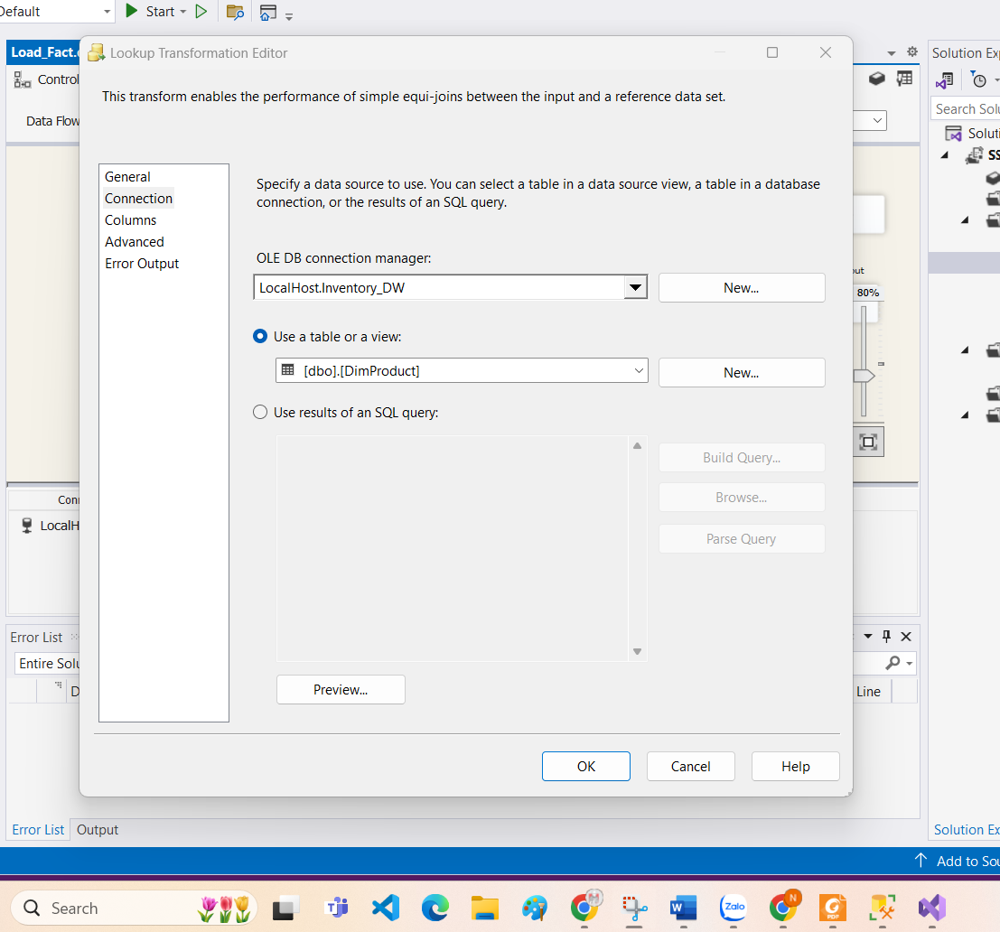 Default
Start
Load_Fact.
Lookup Transformation Editor
Solution Ex
Control
This transform enables the performance of simple equi-joins between the input and a reference data set.
Search Solu
Data Flow
Soluti
SS
General
Connection
Columns
Advanced
Error Output
Specify a data source to use. You can select a table in a data source view, a table in a database
connection, or the results of an SQL query.
OLE DB connection manager:
LocalHost.Inventory_DW
New...
Use a table or a view:
[dbo].[DimProduct]
New...
Use results of an SQL query:
Build Query...
Browse...
Parse Query
Preview...
OK
Cancel
Help
out
80%
Conn
LocalH
Error List
Entire Solu
D
Line
Error List
Output
Solution Ex
Add to Sou
Search
Zalo
M
N
PDF